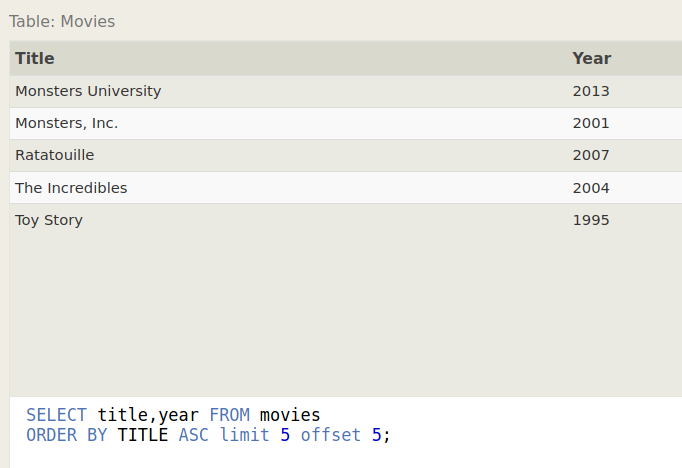 Table: Movies
Title Year
Monsters University 2013
Monsters, Inc. 2001
Ratatouille 2007
The Incredibles 2004
Toy Story 1995
SELECT title,year FROM movies
ORDER BY TITLE ASC limit 5 offset 5;